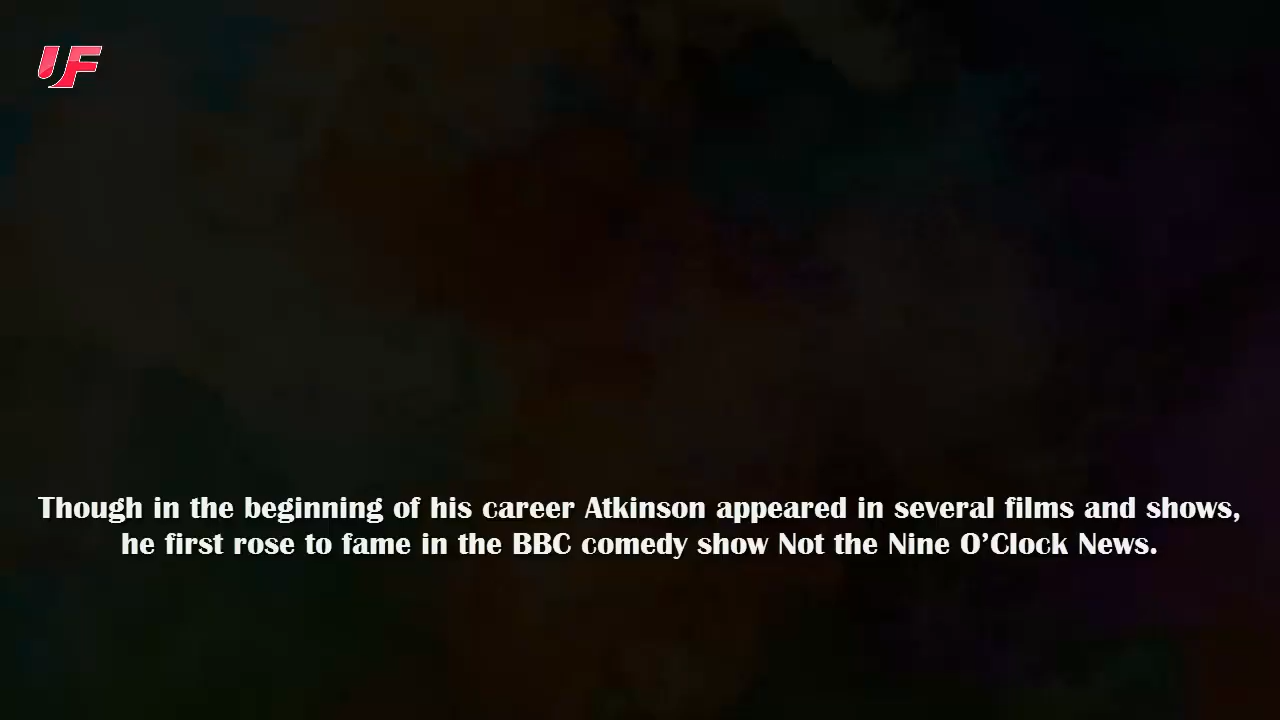 UF
Though in the beginning of his career Atkinson appeared in several films and shows,
he first rose to fame in the BBC comedy show Not the Nine O’Clock News.